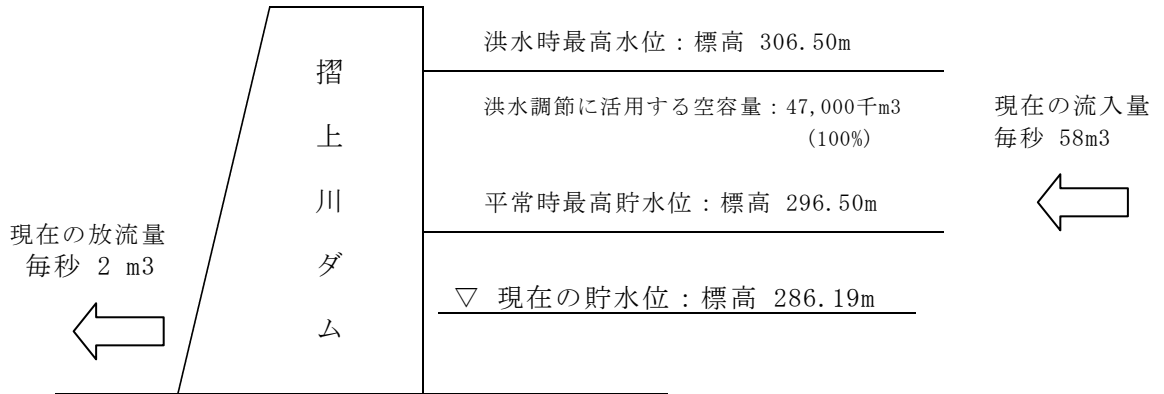 洪水時最高水位：標高 306.50m
摺上川ダム
洪水調節に活用する空容量：47,000千m3
(100%)
現在の流入量
毎秒 58m3
平常時最高貯水位：標高 296.50m
現在の放流量
毎秒 2 m3
▽ 現在の貯水位：標高 286.19m